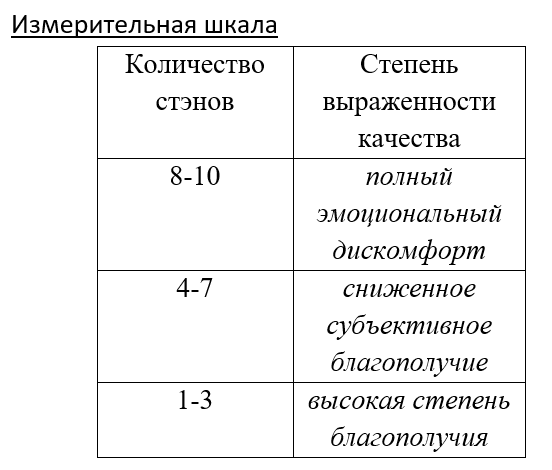 Измерительная шкала
Количество стэнов
Степень выраженности качества
8-10
полный эмоциональный дискомфорт
4-7
сниженное субъективное благополучие
1-3
высокая степень благополучия